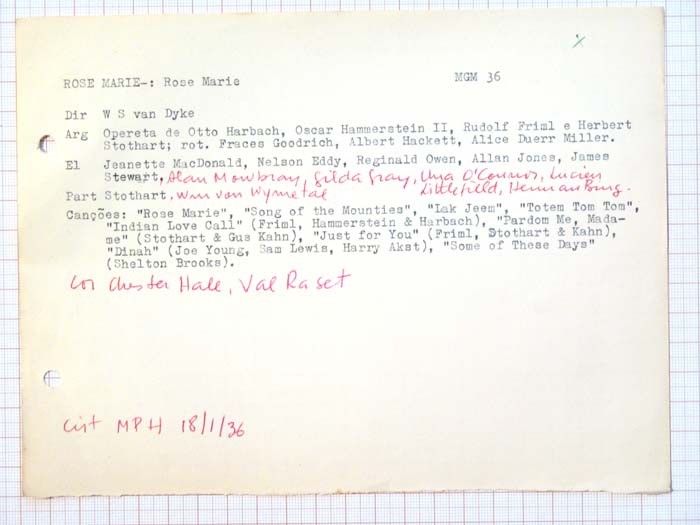 ROSE MARIE-: Rose Marie MGM 36
Dir W S van Dyke
Arg Opereta de Otto Harbach, Oscar Hammerstein II, Rudolf Friml e Herbert
Stothart; rot. Fraces Goodrich, Albert Hackett, Alice Duerr Miller.
El Jeanette MacDonald, Nelson Eddy, Reginald Owen, Allan Jones, James
Stewart, Alan Mowbray, Gilda Gray, Una O'Connor, Lucien
Littlefield, Herman Bing.
Part Stothart, Wm von Wymetal
Canções: "Rose Marie", "Song of the Mounties", "Lak Jeem", "Totem Tom Tom",
"Indian Love Call" (Friml, Hammerstein & Harbach), "Pardom Me, Mada-
me" (Stothart & Gus Kahn), "Just for You" (Friml, Stothart & Kahn),
"Dinah" (Joe Young, Sam Lewis, Harry Akst), "Some of These Days"
(Shelton Brooks).
Cor Chester Hale, Val Raset
Crit MPH 18/1/36